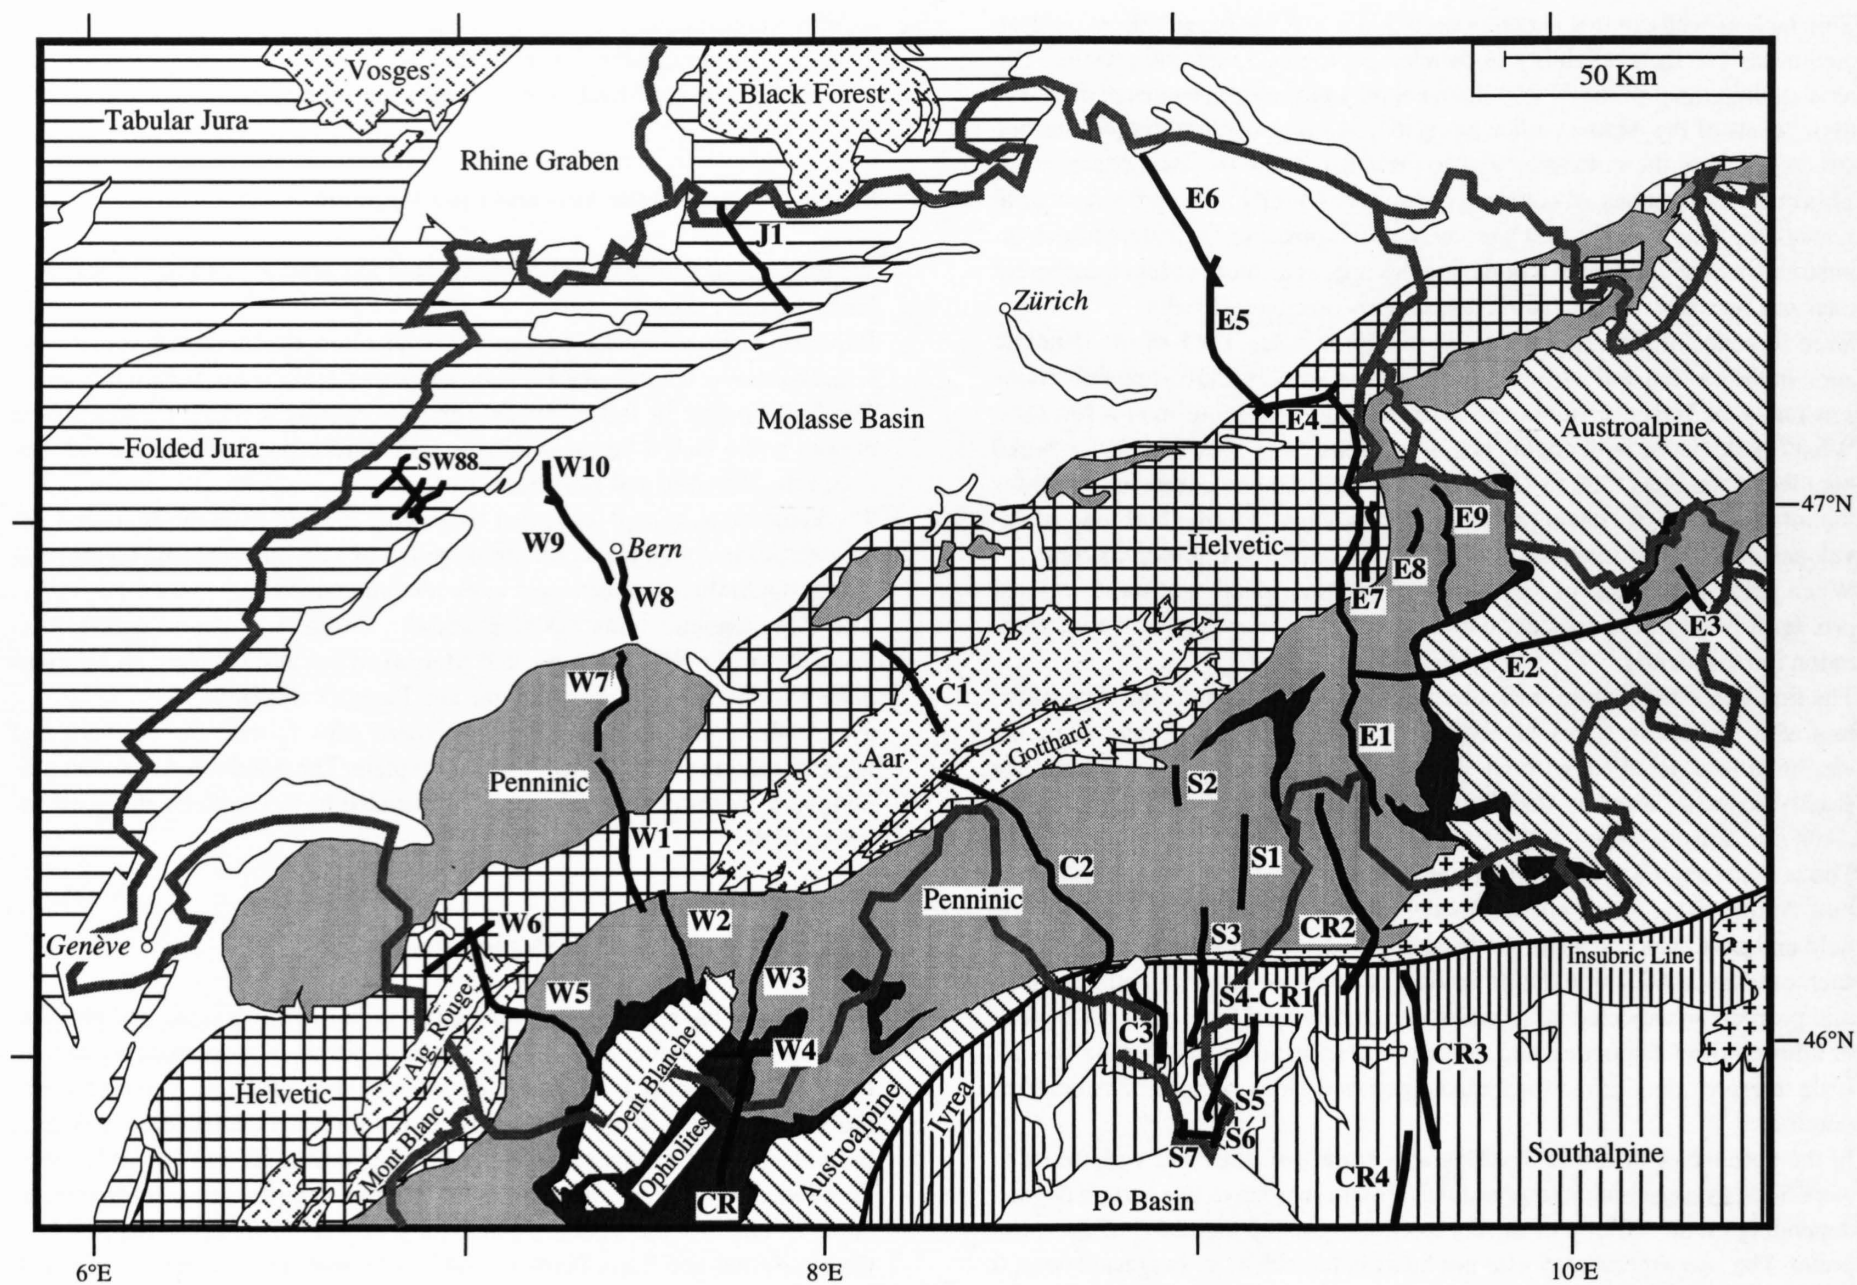 50 Km
Vosges
Black Forest
Tabular Jura
Rhine Graben
E6
J1
Zürich
E5
Molasse Basin
E4
Austroalpine
Folded Jura
SW88
W10
47°N
E9
W9
Bern
Helvetic
E8
W8
E7
E3
E2
W7
C1
E1
Gotthard
Aar
Penninic
S2
W1
S1
C2
Penninic
W2
W6
CR2
S3
Genève
Insubric Line
W3
W5
S4-CR1
Aig. Rouge
C3
46°N
W4
CR3
Dent Blanche
Helvetic
Ivrea
S5
Mont Blanc
Austroalpine
Ophiolites
S6
S7
Southalpine
CR4
CR
Po Basin
6°E
8°E
10°E